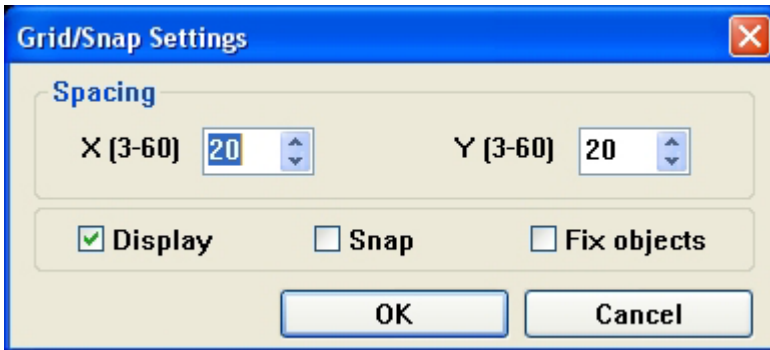 Grid/Snap Settings
Spacing
X (3-60) 20 Y (3-60) 20
Display Snap Fix objects
OK Cancel